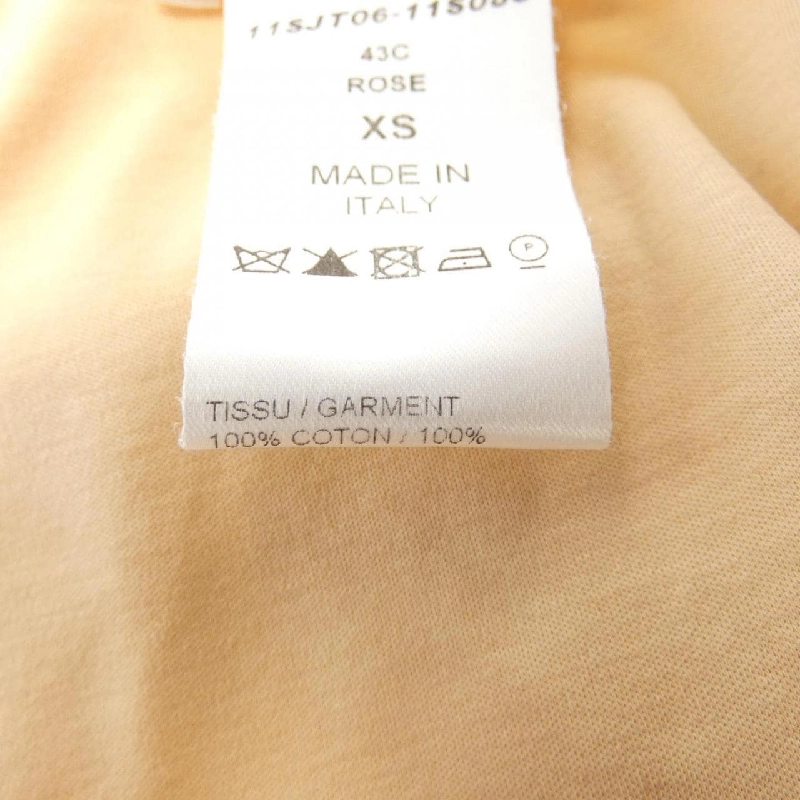 43C
ROSE
XS
MADE IN
ITALY
P
TISSU / GARMENT
100% COTON / 100%